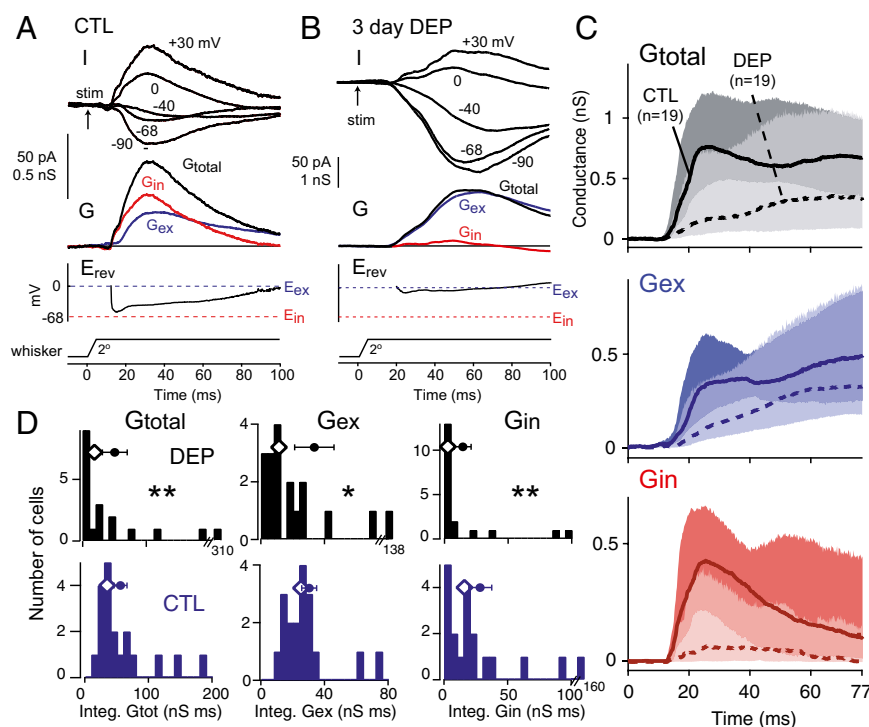 A CTL
I
+30 mV
stim
0
-40
-68
-90
50 pA
0.5 nS
Gtotal
Gin
Gex
G
Erev
0
mV
-68
Eex
Ein
whisker
2°
0 20 40 60 80 100
Time (ms)
B 3 day DEP
I
+30 mV
0
stim
-40
-68
-90
50 pA
1 nS
Gtotal
Gex
G
Gin
Erev
Eex
Ein
2°
0 20 40 60 80 100
Time (ms)
C
Gtotal
DEP
(n=19)
CTL
(n=19)
Conductance (nS)
1
0.5
0
Gex
0.5
0
Gin
0.5
0
0 20 40 60 77
Time (ms)
D
Gtotal Gex Gin
DEP
Number of cells
5
0
**
310
4
2
0
*
138
10
5
0
**
CTL
4
2
0
0 100 200
Integ. Gtot (nS ms)
4
2
0
0 40 80
Integ. Gex (nS ms)
4
2
0
0 50 100
160
Integ. Gin (nS ms)